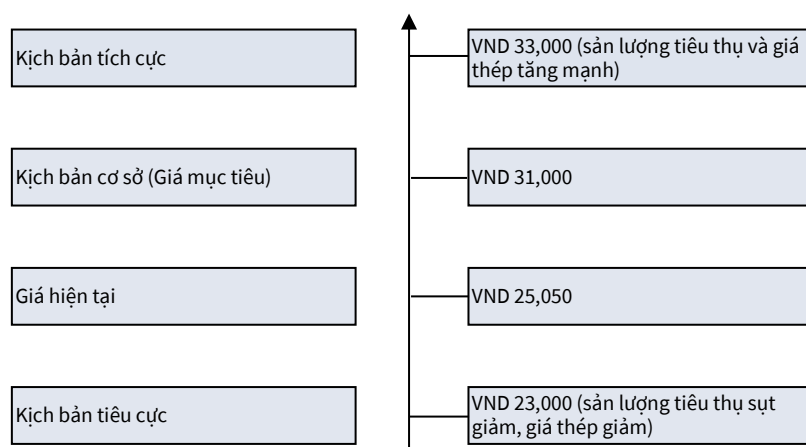 Kịch bản tích cực
VND 33,000 (sản lượng tiêu thụ và giá
thép tăng mạnh)
Kịch bản cơ sở (Giá mục tiêu)
VND 31,000
Giá hiện tại
VND 25,050
Kịch bản tiêu cực
VND 23,000 (sản lượng tiêu thụ sụt
giảm, giá thép giảm)